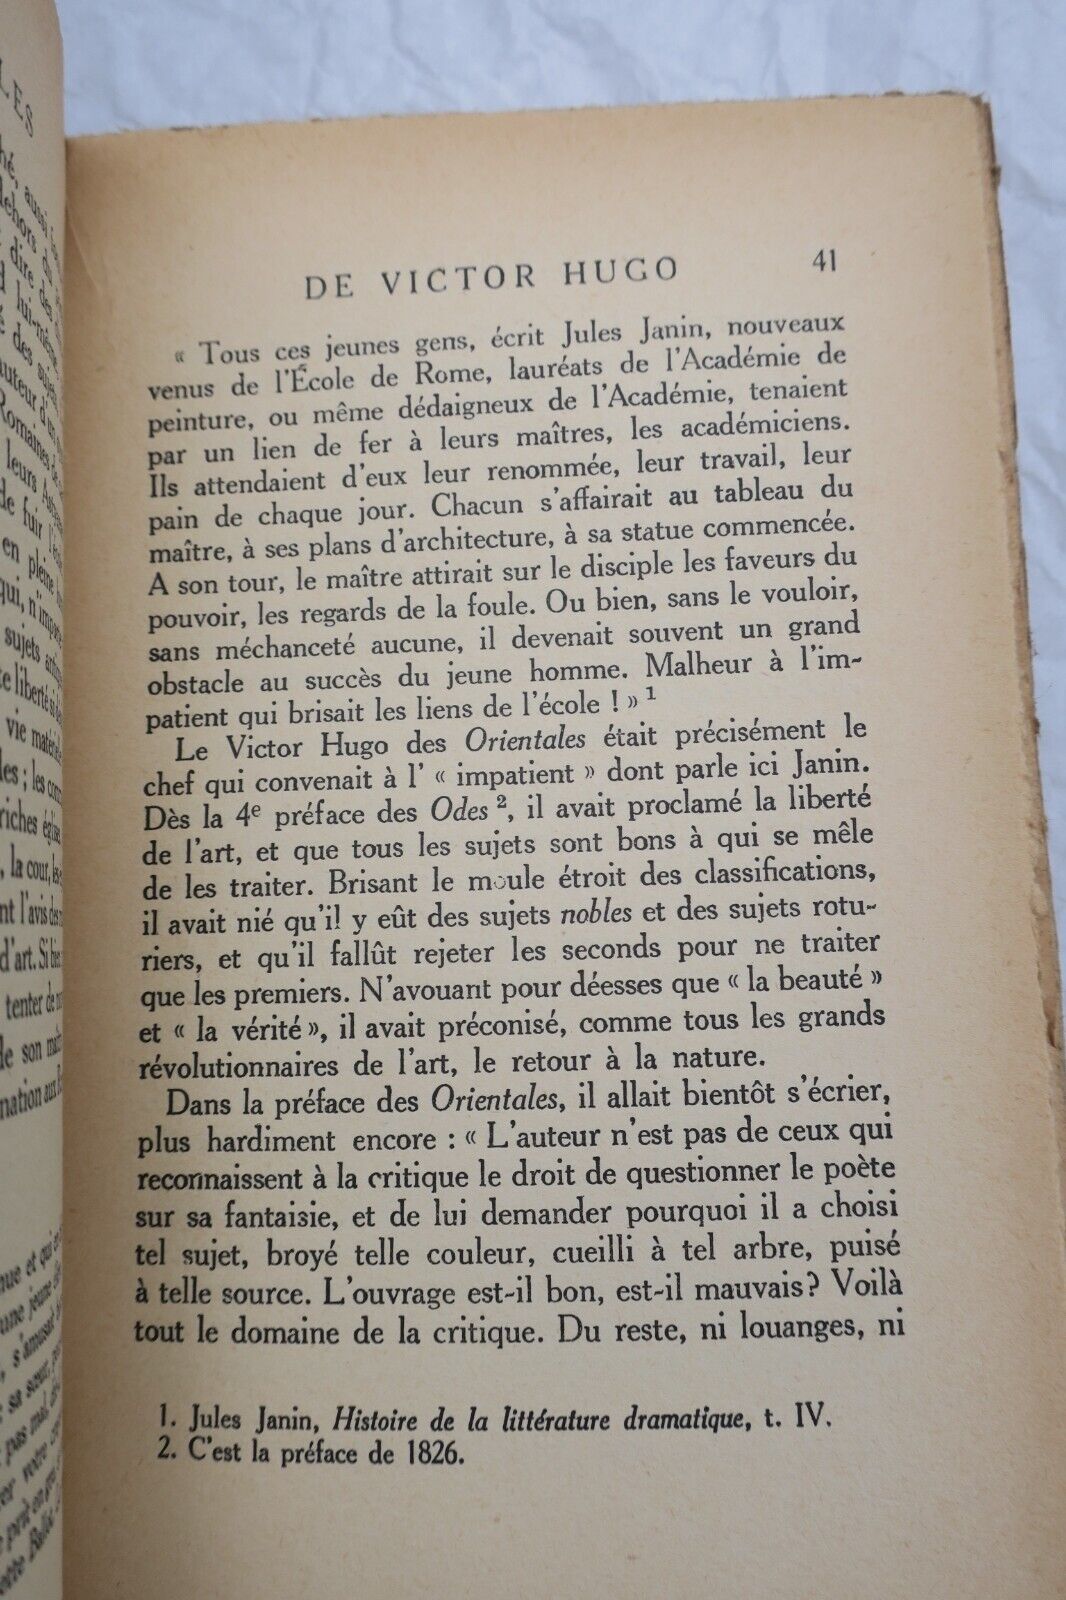 LES
DE VICTOR HUGO 41
« Tous ces jeunes gens, écrit Jules Janin, nouveaux
venus de l'École de Rome, lauréats de l'Académie de
peinture, ou même dédaigneux de l'Académie, tenaient
par un lien de fer à leurs maîtres, les académiciens.
Ils attendaient d'eux leur renommée, leur travail, leur
pain de chaque jour. Chacun s'affairait au tableau du
maître, à ses plans d'architecture, à sa statue commencée.
A son tour, le maître attirait sur le disciple les faveurs du
pouvoir, les regards de la foule. Ou bien, sans le vouloir,
sans méchanceté aucune, il devenait souvent un grand
obstacle au succès du jeune homme. Malheur à l'im-
patient qui brisait les liens de l'école ! » 1
Le Victor Hugo des Orientales était précisément le
chef qui convenait à l' « impatient » dont parle ici Janin.
Dès la 4e préface des Odes 2, il avait proclamé la liberté
de l'art, et que tous les sujets sont bons à qui se mêle
de les traiter. Brisant le moule étroit des classifications,
il avait nié qu'il y eût des sujets nobles et des sujets rotu-
riers, et qu'il fallût rejeter les seconds pour ne traiter
que les premiers. N'avouant pour déesses que « la beauté »
et « la vérité », il avait préconisé, comme tous les grands
révolutionnaires de l'art, le retour à la nature.
Dans la préface des Orientales, il allait bientôt s'écrier,
plus hardiment encore : « L'auteur n'est pas de ceux qui
reconnaissent à la critique le droit de questionner le poète
sur sa fantaisie, et de lui demander pourquoi il a choisi
tel sujet, broyé telle couleur, cueilli à tel arbre, puisé
à telle source. L'ouvrage est-il bon, est-il mauvais ? Voilà
tout le domaine de la critique. Du reste, ni louanges, ni
1. Jules Janin, Histoire de la littérature dramatique, t. IV.
2. C'est la préface de 1826.